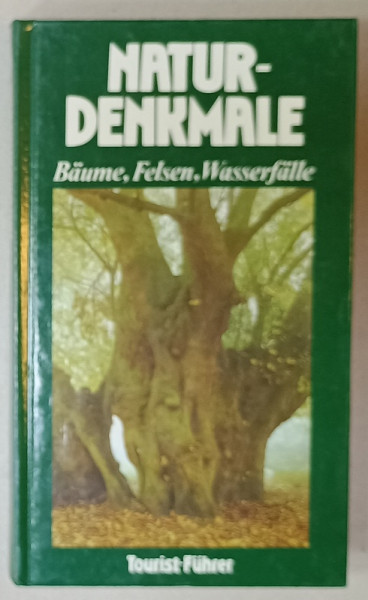 NATUR-
DENKMALE
Bäume, Felsen, Wasserfälle
Tourist-Führer